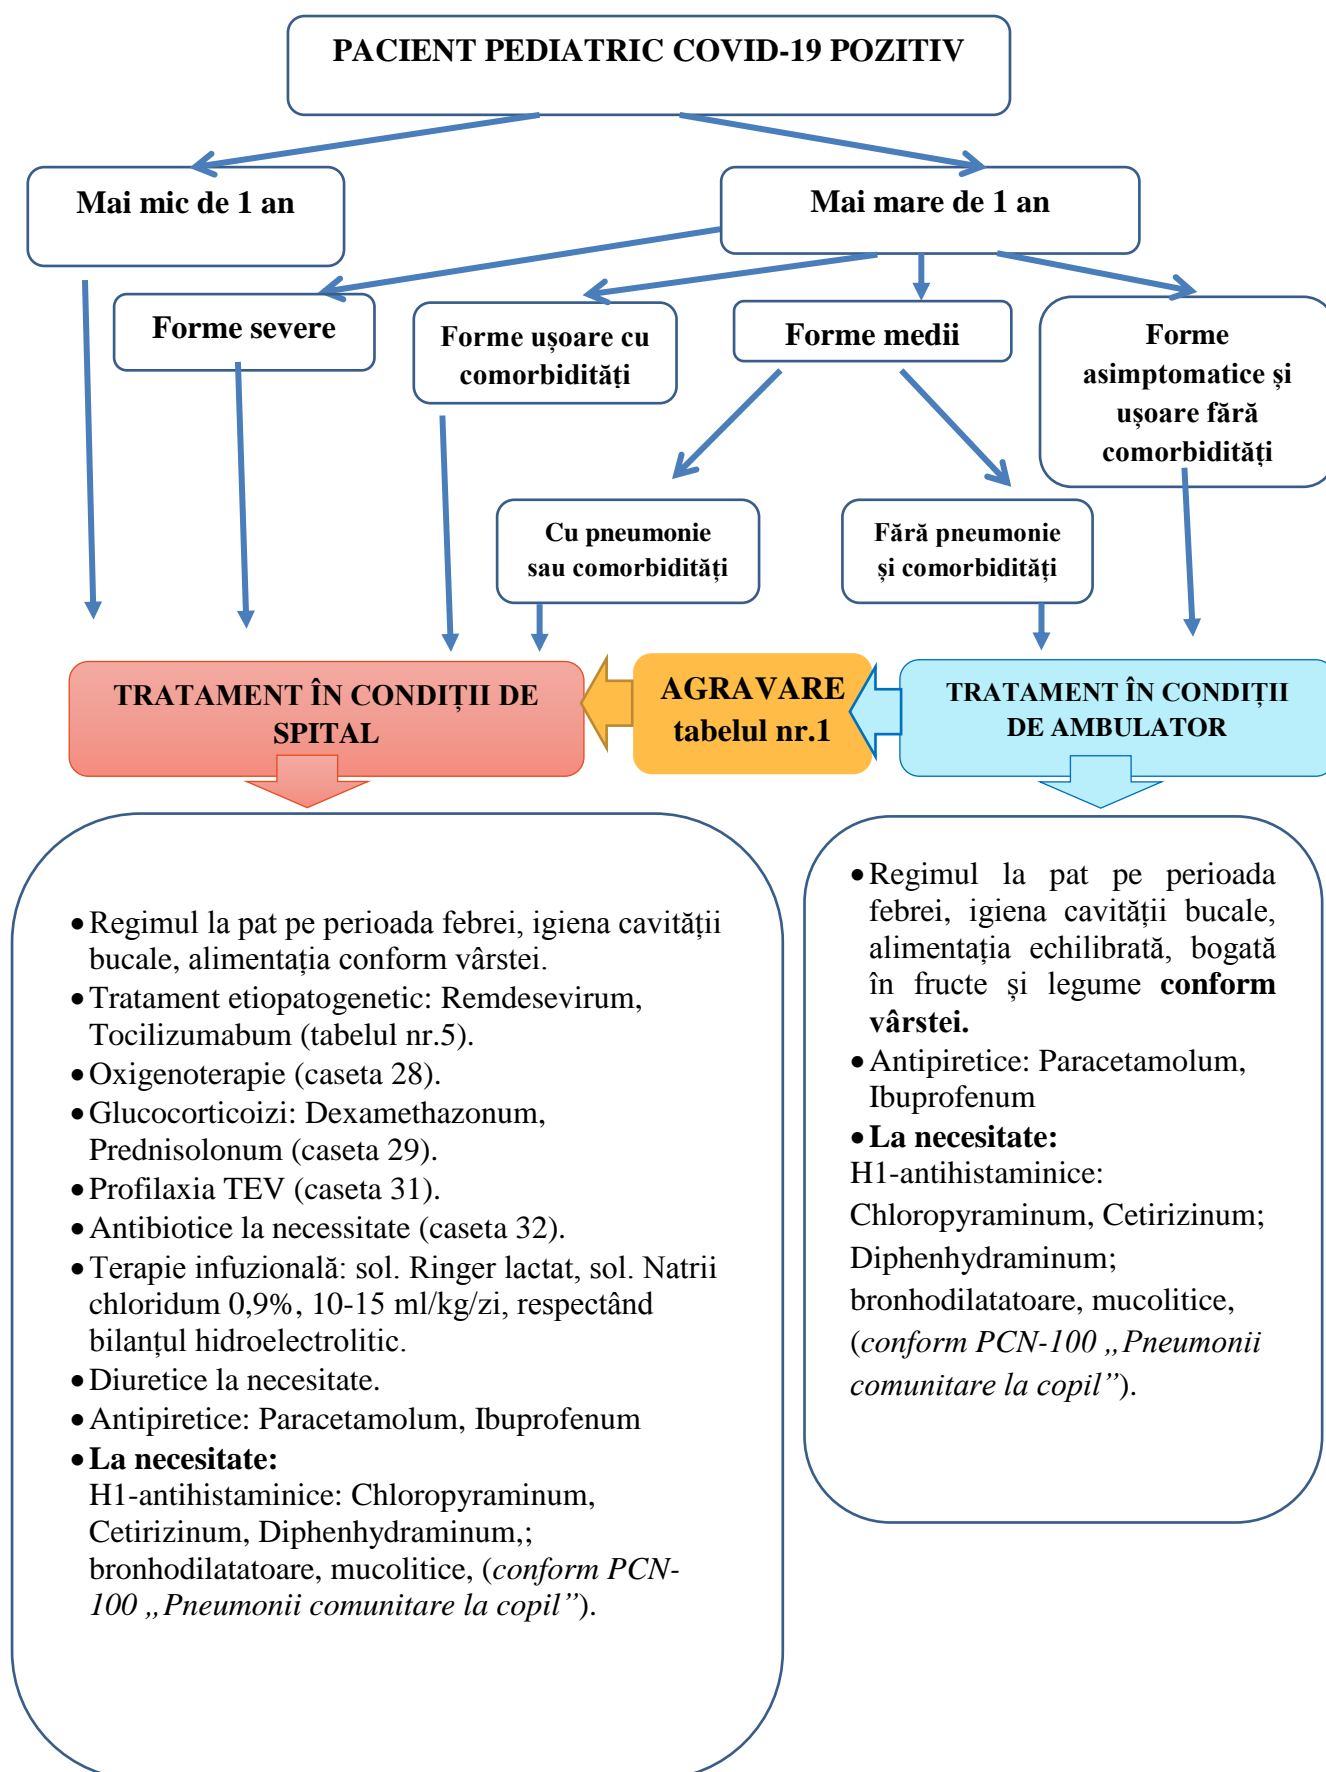 PACIENT PEDIATRIC COVID-19 POZITIV
Mai mic de 1 an
Mai mare de 1 an
Forme severe
Forme ușoare cu
comorbidități
Forme medii
Forme
asimptomatice și
ușoare fără
comorbidități
Cu pneumonie
sau comorbidități
Fără pneumonie
și comorbidități
TRATAMENT ÎN CONDIȚII DE
SPITAL
AGRAVARE
tabelul nr.1
TRATAMENT ÎN CONDIȚII
DE AMBULATOR
•Regimul la pat pe perioada febrei, igiena cavității
bucale, alimentația conform vârstei.
•Tratament etiopatogenetic: Remdesevirum,
Tocilizumabum (tabelul nr.5).
•Oxigenoterapie (caseta 28).
•Glucocorticoizi: Dexamethazonum,
Prednisolonum (caseta 29).
•Profilaxia TEV (caseta 31).
•Antibiotice la necessitate (caseta 32).
•Terapie infuzională: sol. Ringer lactat, sol. Natrii
chloridum 0,9%, 10-15 ml/kg/zi, respectând
bilanțul hidroelectrolitic.
•Diuretice la necesitate.
•Antipiretice: Paracetamolum, Ibuprofenum
•La necesitate:
H1-antihistaminice: Chloropyraminum,
Cetirizinum, Diphenhydraminum,;
bronhodilatatoare, mucolitice, (conform PCN-
100 „Pneumonii comunitare la copil”).
•Regimul la pat pe perioada
febrei, igiena cavității bucale,
alimentația echilibrată, bogată
în fructe și legume conform
vârstei.
•Antipiretice: Paracetamolum,
Ibuprofenum
•La necesitate:
H1-antihistaminice:
Chloropyraminum, Cetirizinum;
Diphenhydraminum;
bronhodilatatoare, mucolitice,
(conform PCN-100 „Pneumonii
comunitare la copil”).